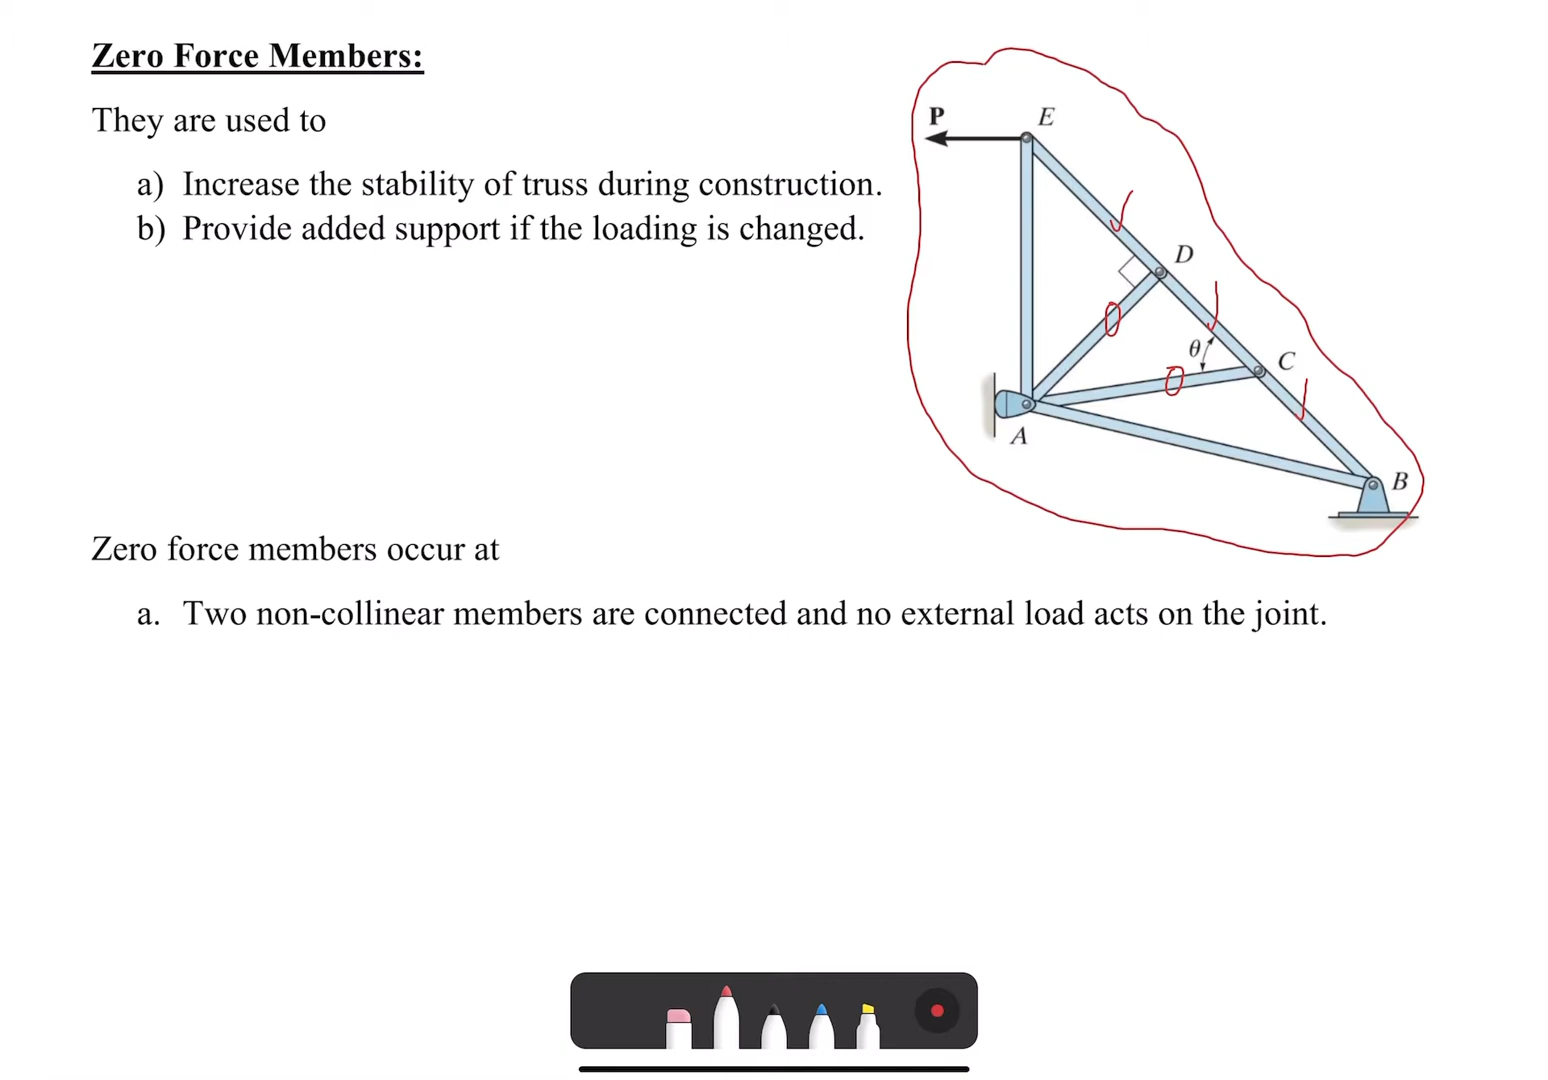 Zero Force Members:
They are used to
a) Increase the stability of truss during construction.
b) Provide added support if the loading is changed.
P
E
D
θ
C
A
B
0
0
Zero force members occur at
a. Two non-collinear members are connected and no external load acts on the joint.